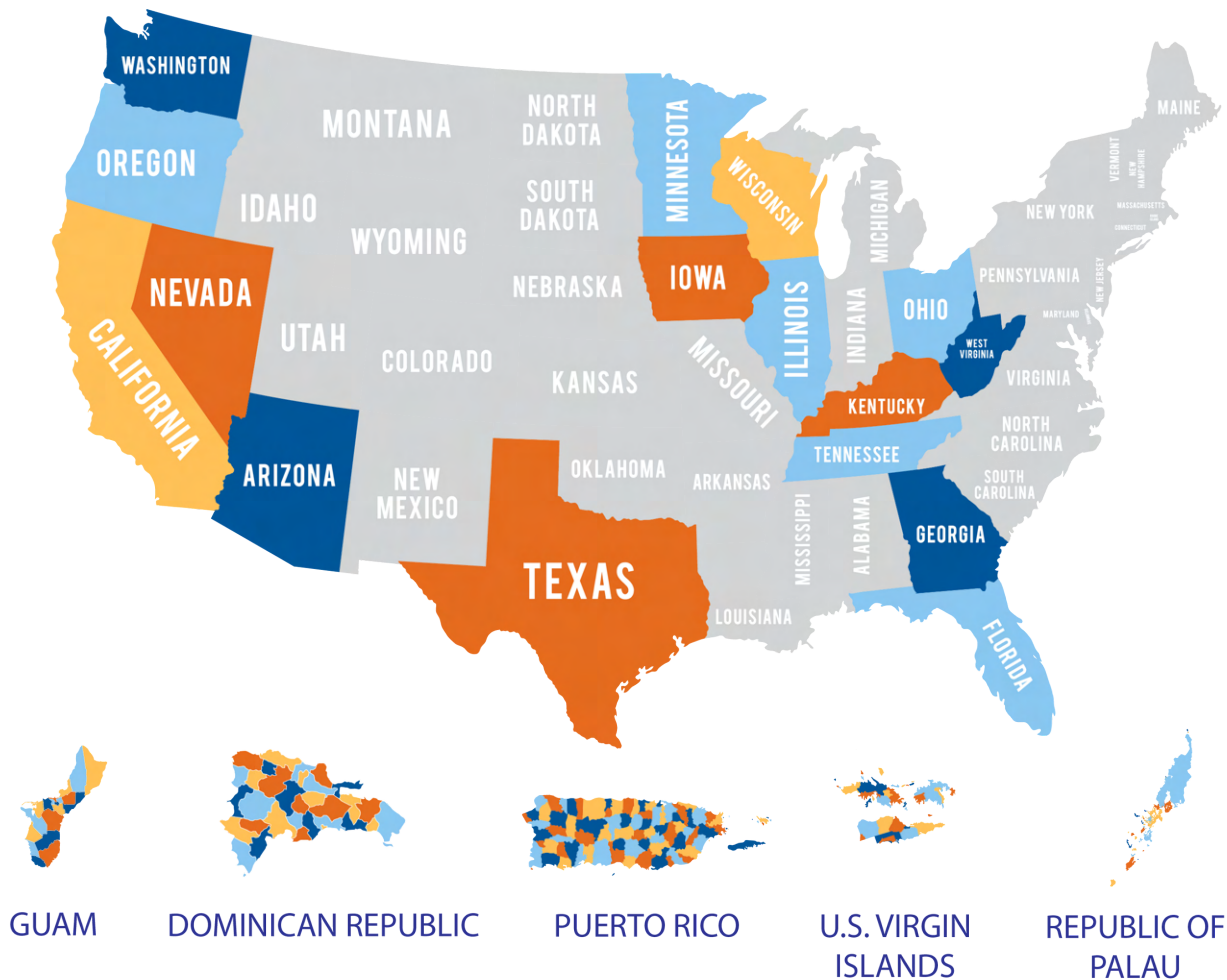 WASHINGTON
MONTANA
NORTH
DAKOTA
MINNESOTA
MAINE
OREGON
IDAHO
SOUTH
DAKOTA
WISCONSIN
MICHIGAN
VERMONT
NEW
HAMPSHIRE
NEW YORK
MASSACHUSETTS
CONNECTICUT
WYOMING
NEVADA
NEBRASKA
IOWA
PENNSYLVANIA
NEW JERSEY
CALIFORNIA
UTAH
COLORADO
KANSAS
MISSOURI
ILLINOIS
INDIANA
OHIO
WEST
VIRGINIA
MARYLAND
VIRGINIA
KENTUCKY
NORTH
CAROLINA
TENNESSEE
ARIZONA
NEW
MEXICO
OKLAHOMA
ARKANSAS
SOUTH
CAROLINA
MISSISSIPPI
ALABAMA
GEORGIA
TEXAS
LOUISIANA
FLORIDA
GUAM
DOMINICAN REPUBLIC
PUERTO RICO
U.S. VIRGIN
ISLANDS
REPUBLIC OF
PALAU